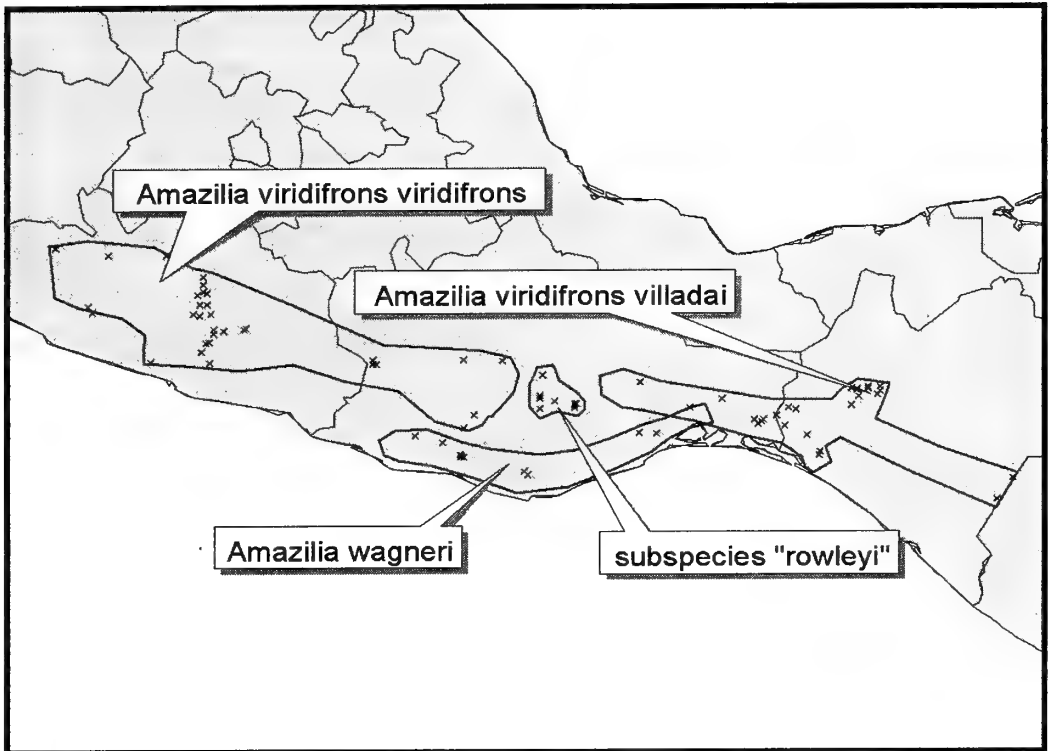 Amazilia viridifrons viridifrons
Amazilia viridifrons villadai
Amazilia wagneri
subspecies "rowleyi"